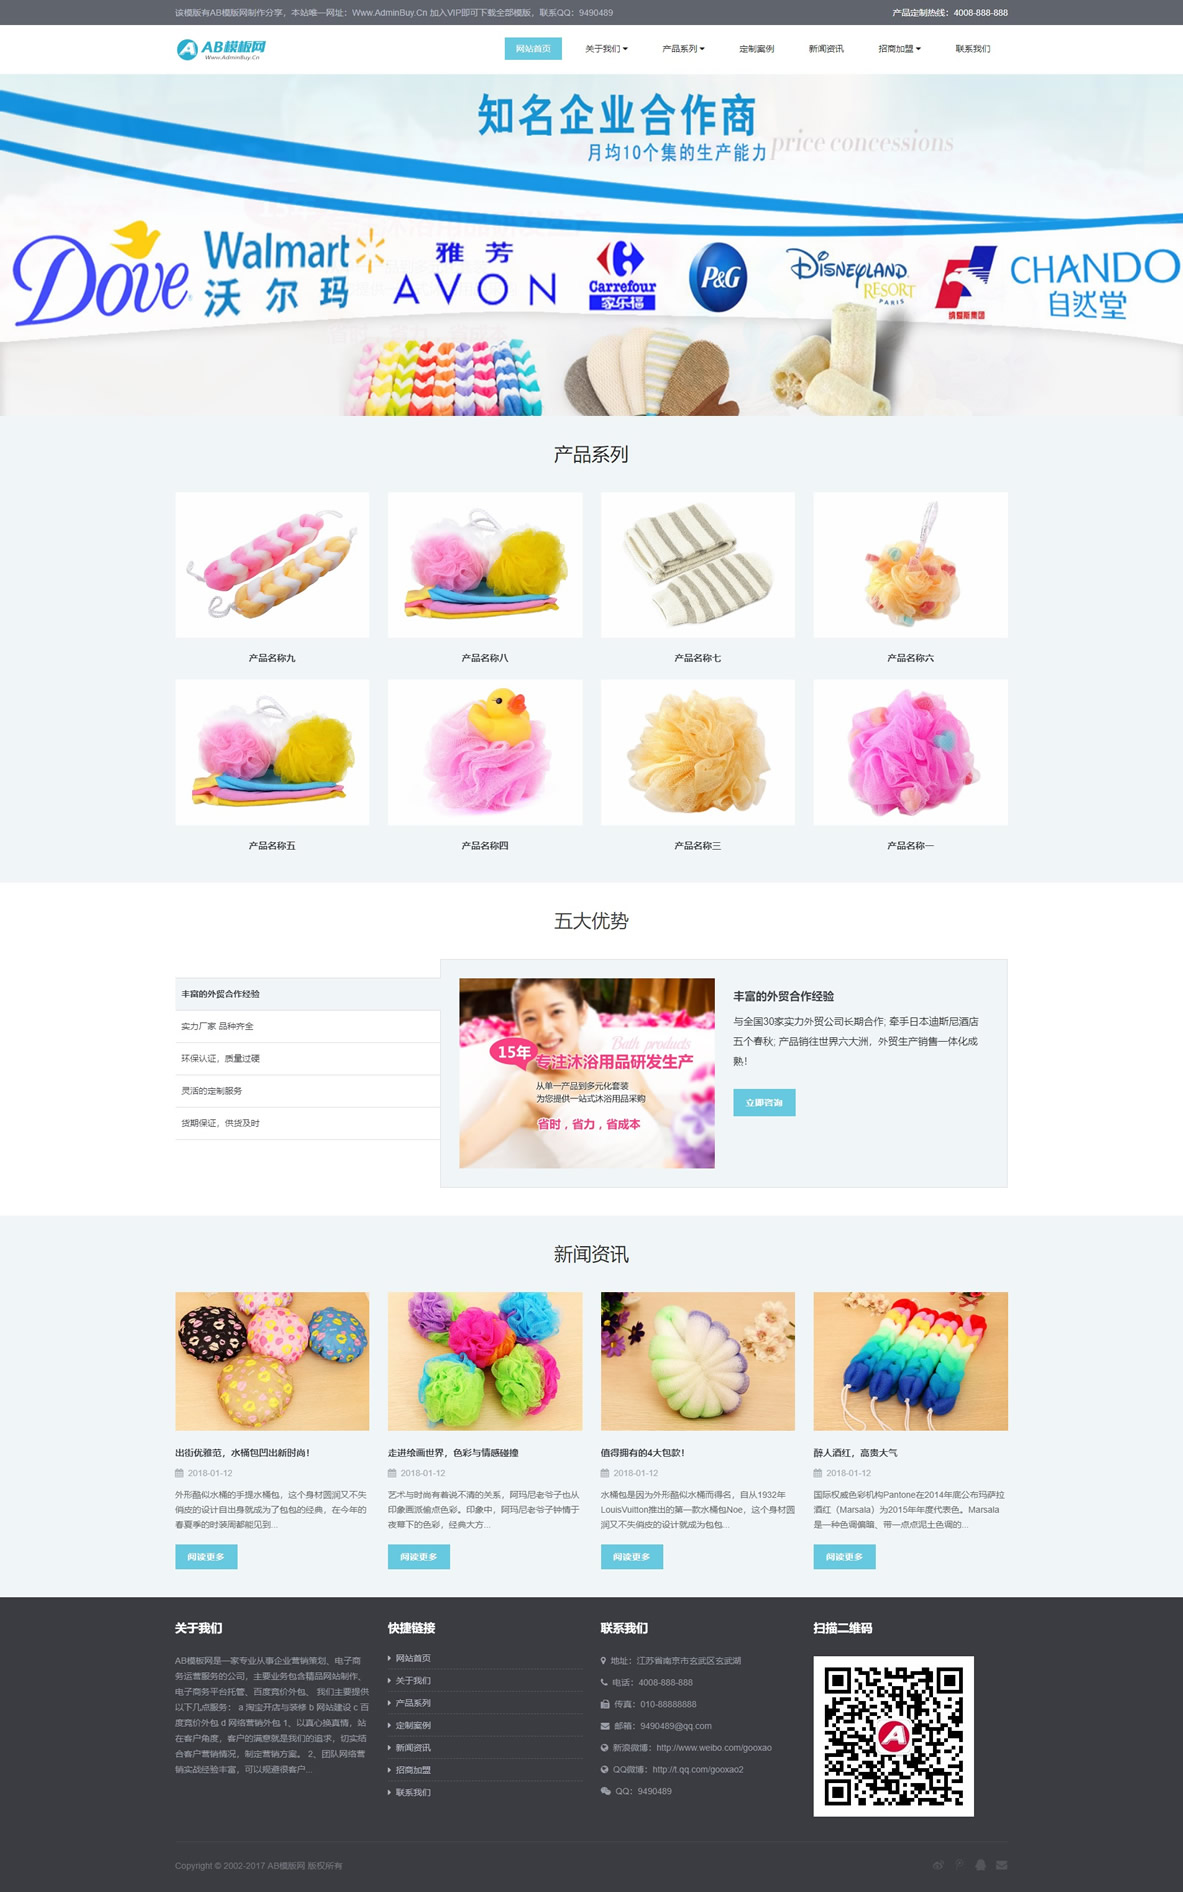 该模版有AB模版网制作分享，本站唯一网址：Www.AdminBuy.Cn 加入VIP即可下载全部模版，联系QQ：9490489
产品定制热线：4008-888-888
AB模板网
Www.AdminBuy.Cn
网站首页
关于我们
产品系列
定制案例
新闻资讯
招商加盟
联系我们
知名企业合作商
月均10个集的生产能力
price concessions
Dove
Walmart
沃尔玛
雅芳
AVON
Carrefour
家乐福
P&G
DISNEYLAND
RESORT
PARIS
纳爱斯集团
CHANDO
自然堂
产品系列
产品名称九
产品名称八
产品名称七
产品名称六
产品名称五
产品名称四
产品名称三
产品名称一
五大优势
丰富的外贸合作经验
实力厂家 品种齐全
环保认证，质量过硬
灵活的定制服务
货期保证，供货及时
Bath products
15年
专注沐浴用品研发生产
从单一产品到多元化套装
为您提供一站式沐浴用品采购
省时，省力，省成本
丰富的外贸合作经验
与全国30家实力外贸公司长期合作; 牵手日本迪斯尼酒店
五个春秋; 产品销往世界六大洲，外贸生产销售一体化成
熟！
立即咨询
新闻资讯
出街优雅范，水桶包凹出新时尚！
2018-01-12
外形酷似水桶的手提水桶包，这个身材圆润又不失
俏皮的设计自出身就成为了包包的经典，在今年的
春夏季的时装周都能见到...
阅读更多
走进绘画世界，色彩与情感碰撞
2018-01-12
艺术与时尚有着说不清的关系，阿玛尼老爷子也从
印象画派偷点色彩。印象中，阿玛尼老爷子钟情于
夜幕下的色彩，经典大方...
阅读更多
值得拥有的4大包款！
2018-01-12
水桶包是因为外形酷似水桶而得名，自从1932年
LouisVuitton推出的第一款水桶包Noe，这个身材圆
润又不失俏皮的设计就成为包包...
阅读更多
醉人酒红，高贵大气
2018-01-12
国际权威色彩机构Pantone在2014年底公布玛萨拉
酒红（Marsala）为2015年年度代表色。Marsala
是一种色调偏暗、带一点点泥土色调的...
阅读更多
关于我们
AB模板网是一家专业从事企业营销策划、电子商
务运营服务的公司，主要业务包含精品网站制作、
电子商务平台托管、百度竞价外包、 我们主要提供
以下几点服务： a 淘宝开店与装修 b 网站建设 c 百
度竞价外包 d 网络营销外包 1、以真心换真情，站
在客户角度，客户的满意就是我们的追求，切实结
合客户营销情况，制定营销方案。 2、团队网络营
销实战经验丰富，可以规避很客户...
快捷链接
网站首页
关于我们
产品系列
定制案例
新闻资讯
招商加盟
联系我们
联系我们
地址：江苏省南京市玄武区玄武湖
电话：4008-888-888
传真：010-88888888
邮箱：9490489@qq.com
新浪微博：http://www.weibo.com/gooxao
QQ微博：http://t.qq.com/gooxao2
QQ：9490489
扫描二维码
Copyright © 2002-2017 AB模版网 版权所有